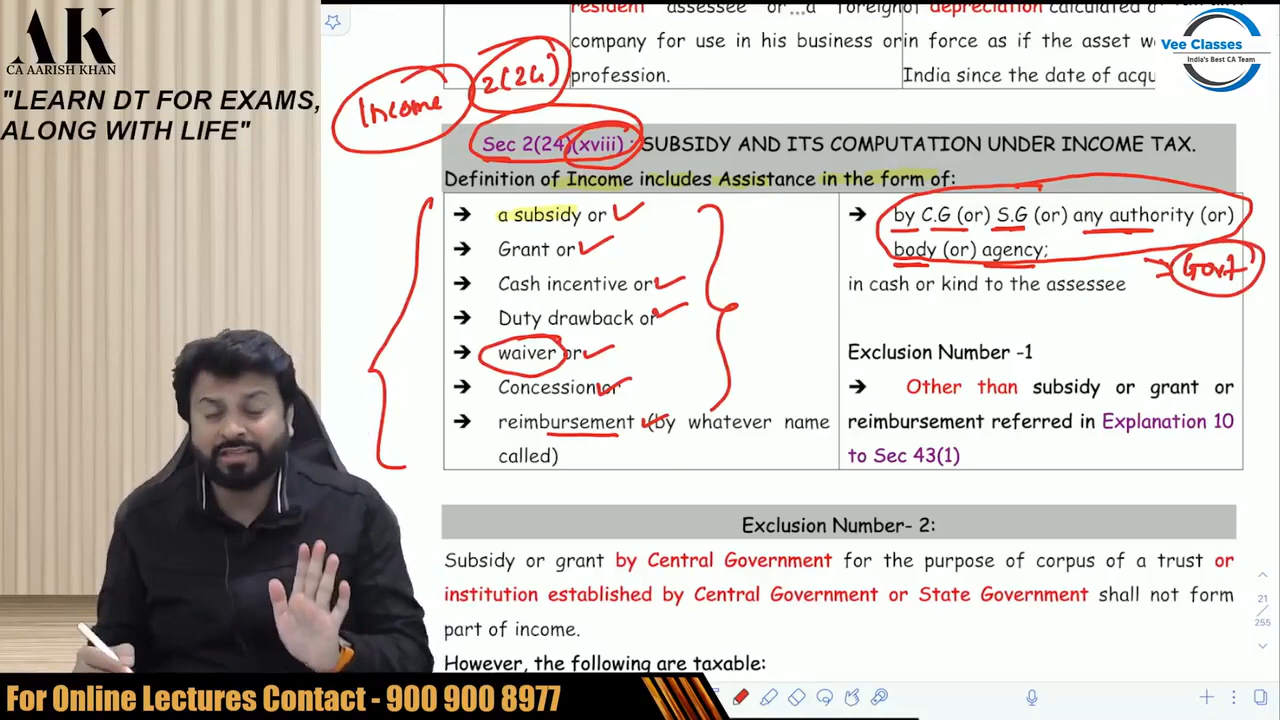 AK
CA AARISH KHAN
"LEARN DT FOR EXAMS,
ALONG WITH LIFE"
resident assessee or...a foreign
company for use in his business or
profession.
of depreciation calculated a
in force as if the asset w
India since the date of acqu
Vee Classes
India's Best CA Team
Income
2(24)
Sec 2(24)(xviii) : SUBSIDY AND ITS COMPUTATION UNDER INCOME TAX.
Definition of Income includes Assistance in the form of:
→ a subsidy or
→ Grant or
→ Cash incentive or
→ Duty drawback or
→ waiver or
→ Concession or
→ reimbursement (by whatever name
called)
→ by C.G (or) S.G (or) any authority (or)
body (or) agency;
Govt
in cash or kind to the assessee
Exclusion Number -1
→ Other than subsidy or grant or
reimbursement referred in Explanation 10
to Sec 43(1)
Exclusion Number- 2:
Subsidy or grant by Central Government for the purpose of corpus of a trust or
institution established by Central Government or State Government shall not form
part of income.
However, the following are taxable:
21
255
For Online Lectures Contact - 900 900 8977